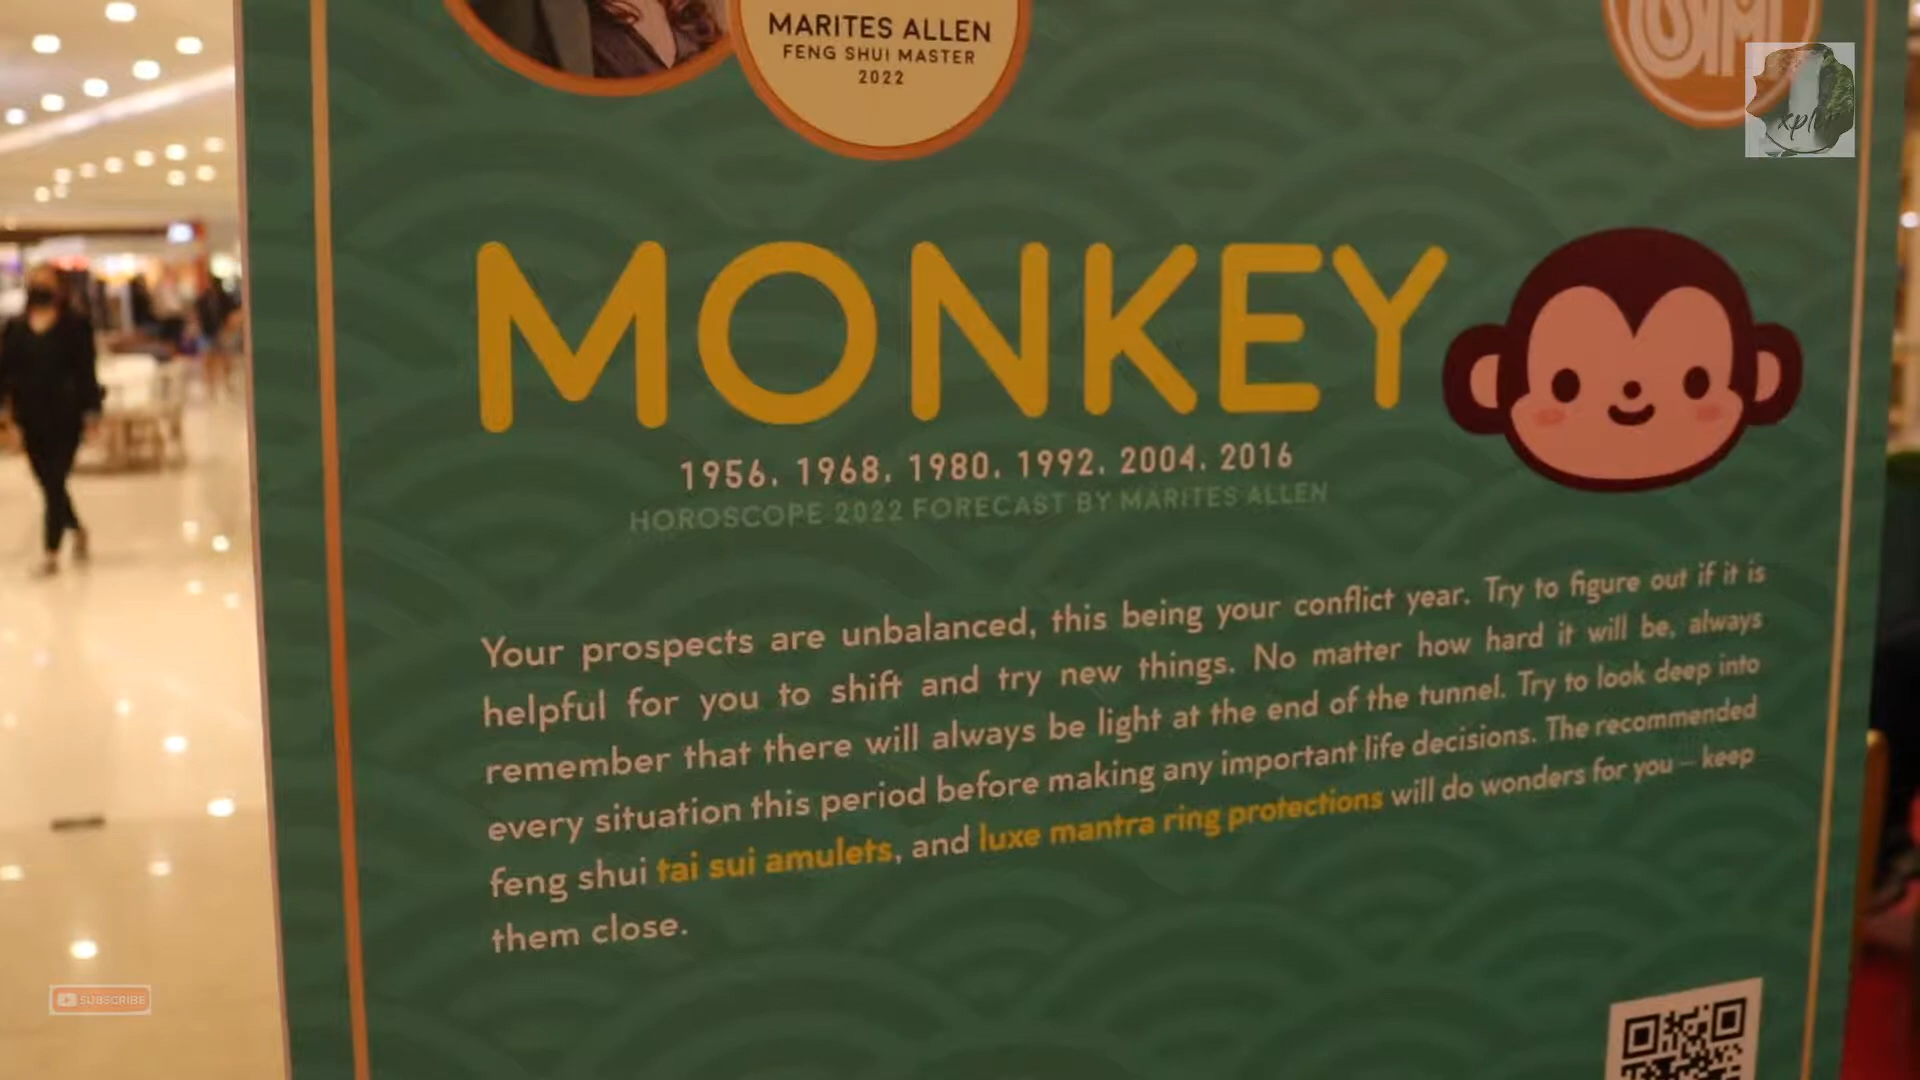 MARITES ALLEN
FENG SHUI MASTER
2022
SM
xplor
MONKEY
1956. 1968. 1980. 1992. 2004. 2016
HOROSCOPE 2022 FORECAST BY MARITES ALLEN
Your prospects are unbalanced, this being your conflict year. Try to figure out if it is
helpful for you to shift and try new things. No matter how hard it will be, always
remember that there will always be light at the end of the tunnel. Try to look deep into
every situation this period before making any important life decisions. The recommended
feng shui tai sui amulets, and luxe mantra ring protections will do wonders for you – keep
them close.
SUBSCRIBE